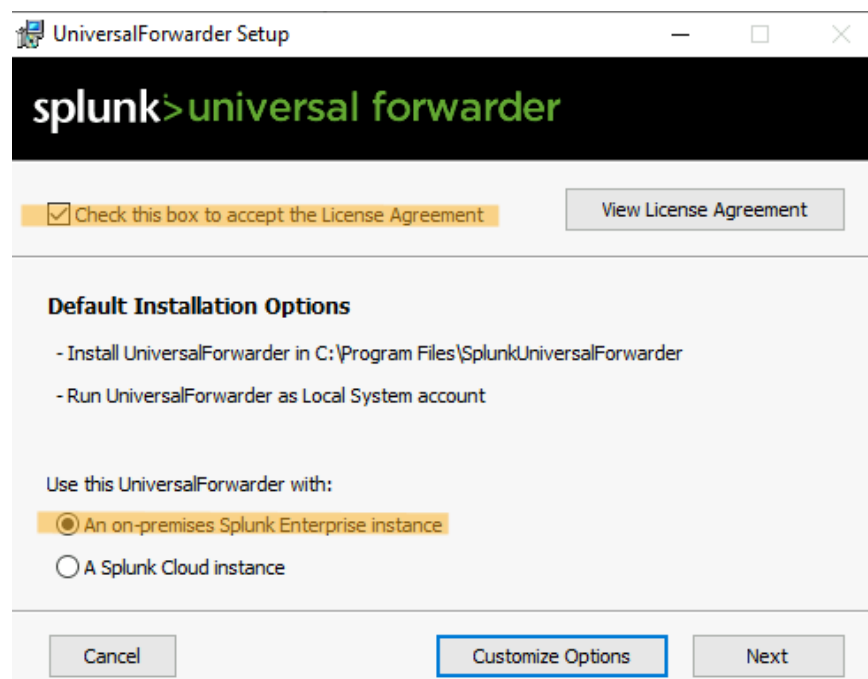 UniversalForwarder Setup
splunk>universal forwarder
Check this box to accept the License Agreement
View License Agreement
Default Installation Options
- Install UniversalForwarder in C:\Program Files\SplunkUniversalForwarder
- Run UniversalForwarder as Local System account
Use this UniversalForwarder with:
An on-premises Splunk Enterprise instance
A Splunk Cloud instance
Cancel
Customize Options
Next